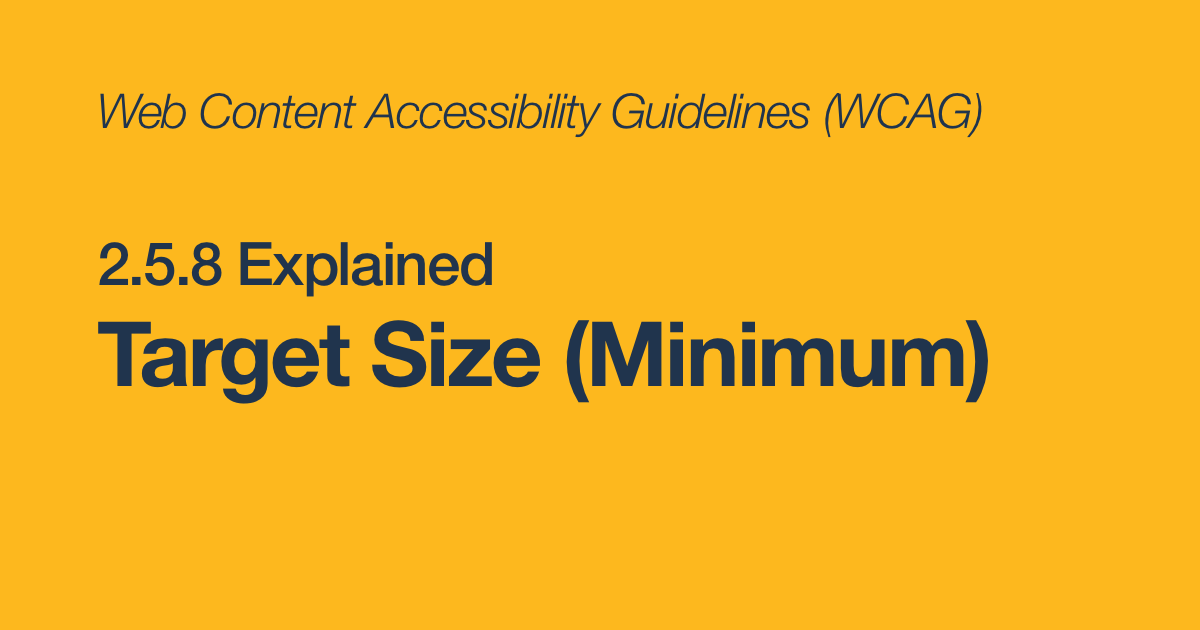 Web Content Accessibility Guidelines (WCAG)
2.5.8 Explained
Target Size (Minimum)